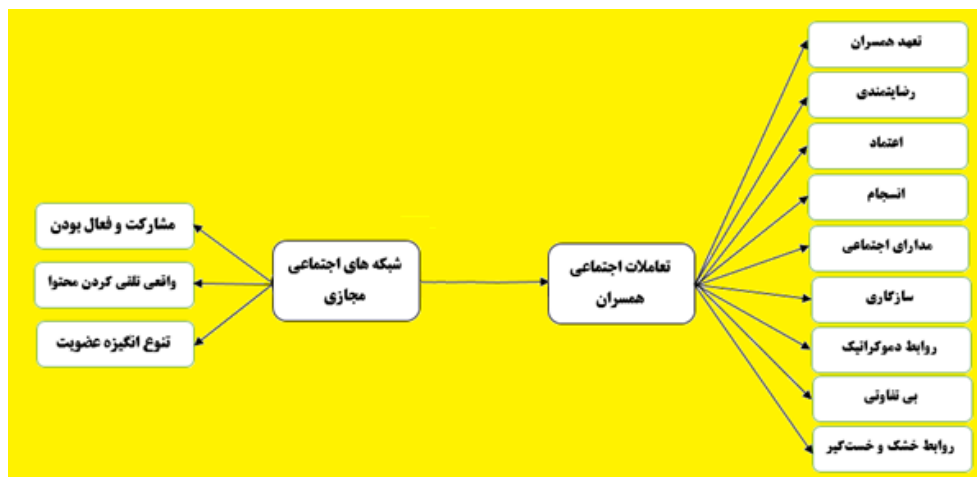 تعهد همسران
رضایتمندی
اعتماد
انسجام
مدارای اجتماعی
سازگاری
روابط دموکراتیک
بی تفاوتی
روابط خشک و خست‌گیر
تعاملات اجتماعی
همسران
شبکه های اجتماعی
مجازی
مشارکت و فعال بودن
واقعی تلقی کردن محتوا
تنوع انگیزه عضویت